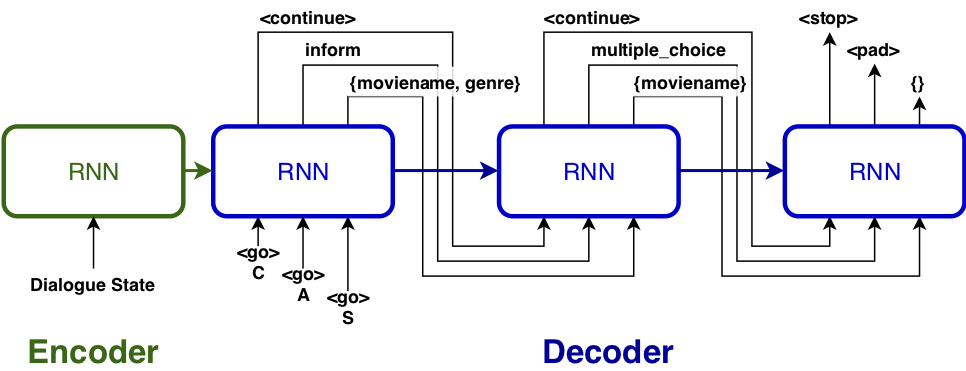 <continue>
inform
{moviename, genre}
<continue>
multiple_choice
{moviename}
<stop>
<pad>
{}
RNN
RNN
RNN
RNN
<go>
C
<go>
A
<go>
S
Dialogue State
Encoder
Decoder